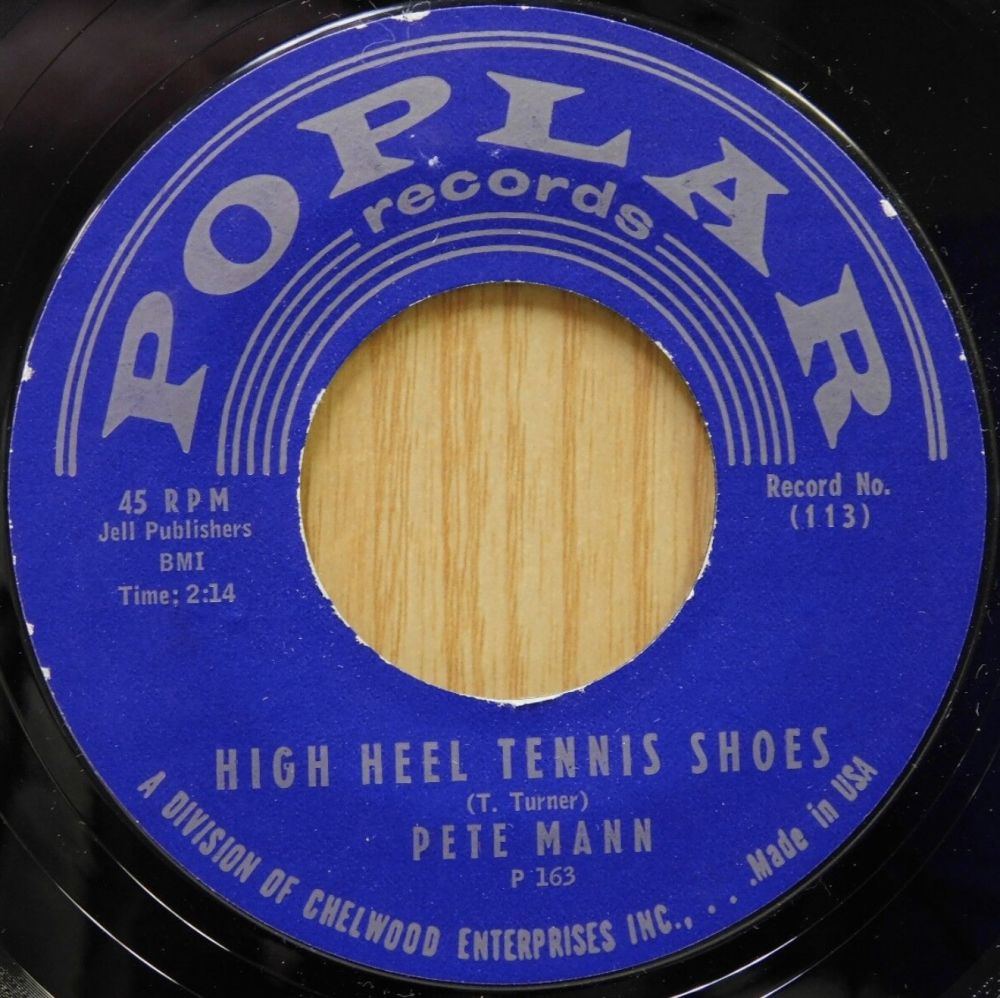 POPLAR
records
45 RPM
Jell Publishers
BMI
Time: 2:14
Record No.
(113)
HIGH HEEL TENNIS SHOES
(T. Turner)
PETE MANN
P 163
A DIVISION OF CHELWOOD ENTERPRISES INC., . . .Made in USA